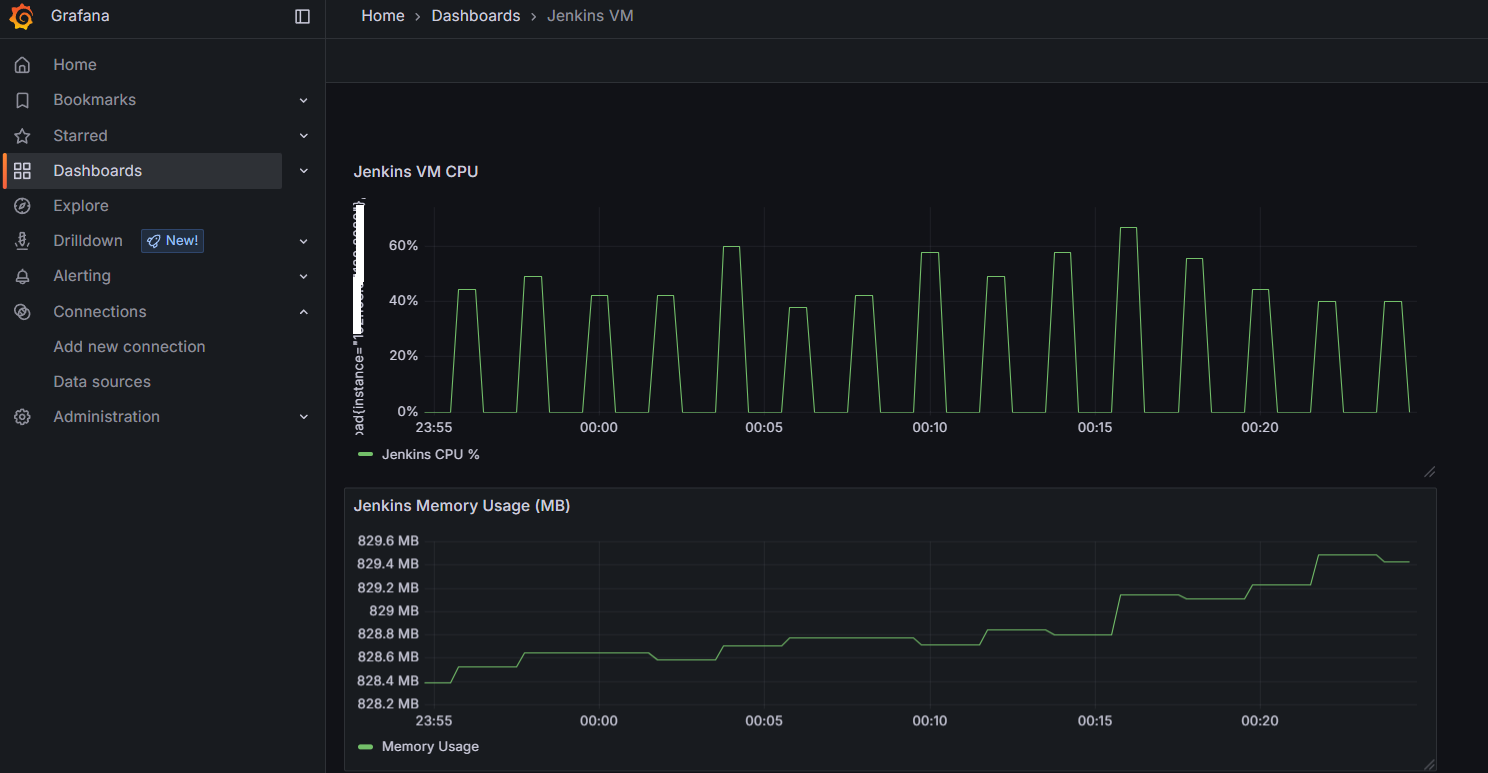 Grafana
Home › Dashboards › Jenkins VM
Home
Bookmarks
Starred
Dashboards
Explore
Drilldown New!
Alerting
Connections
Add new connection
Data sources
Administration
Jenkins VM CPU
60%
40%
20%
0%
23:55 00:00 00:05 00:10 00:15 00:20
Jenkins CPU %
Jenkins Memory Usage (MB)
829.6 MB
829.4 MB
829.2 MB
829 MB
828.8 MB
828.6 MB
828.4 MB
828.2 MB
23:55 00:00 00:05 00:10 00:15 00:20
Memory Usage